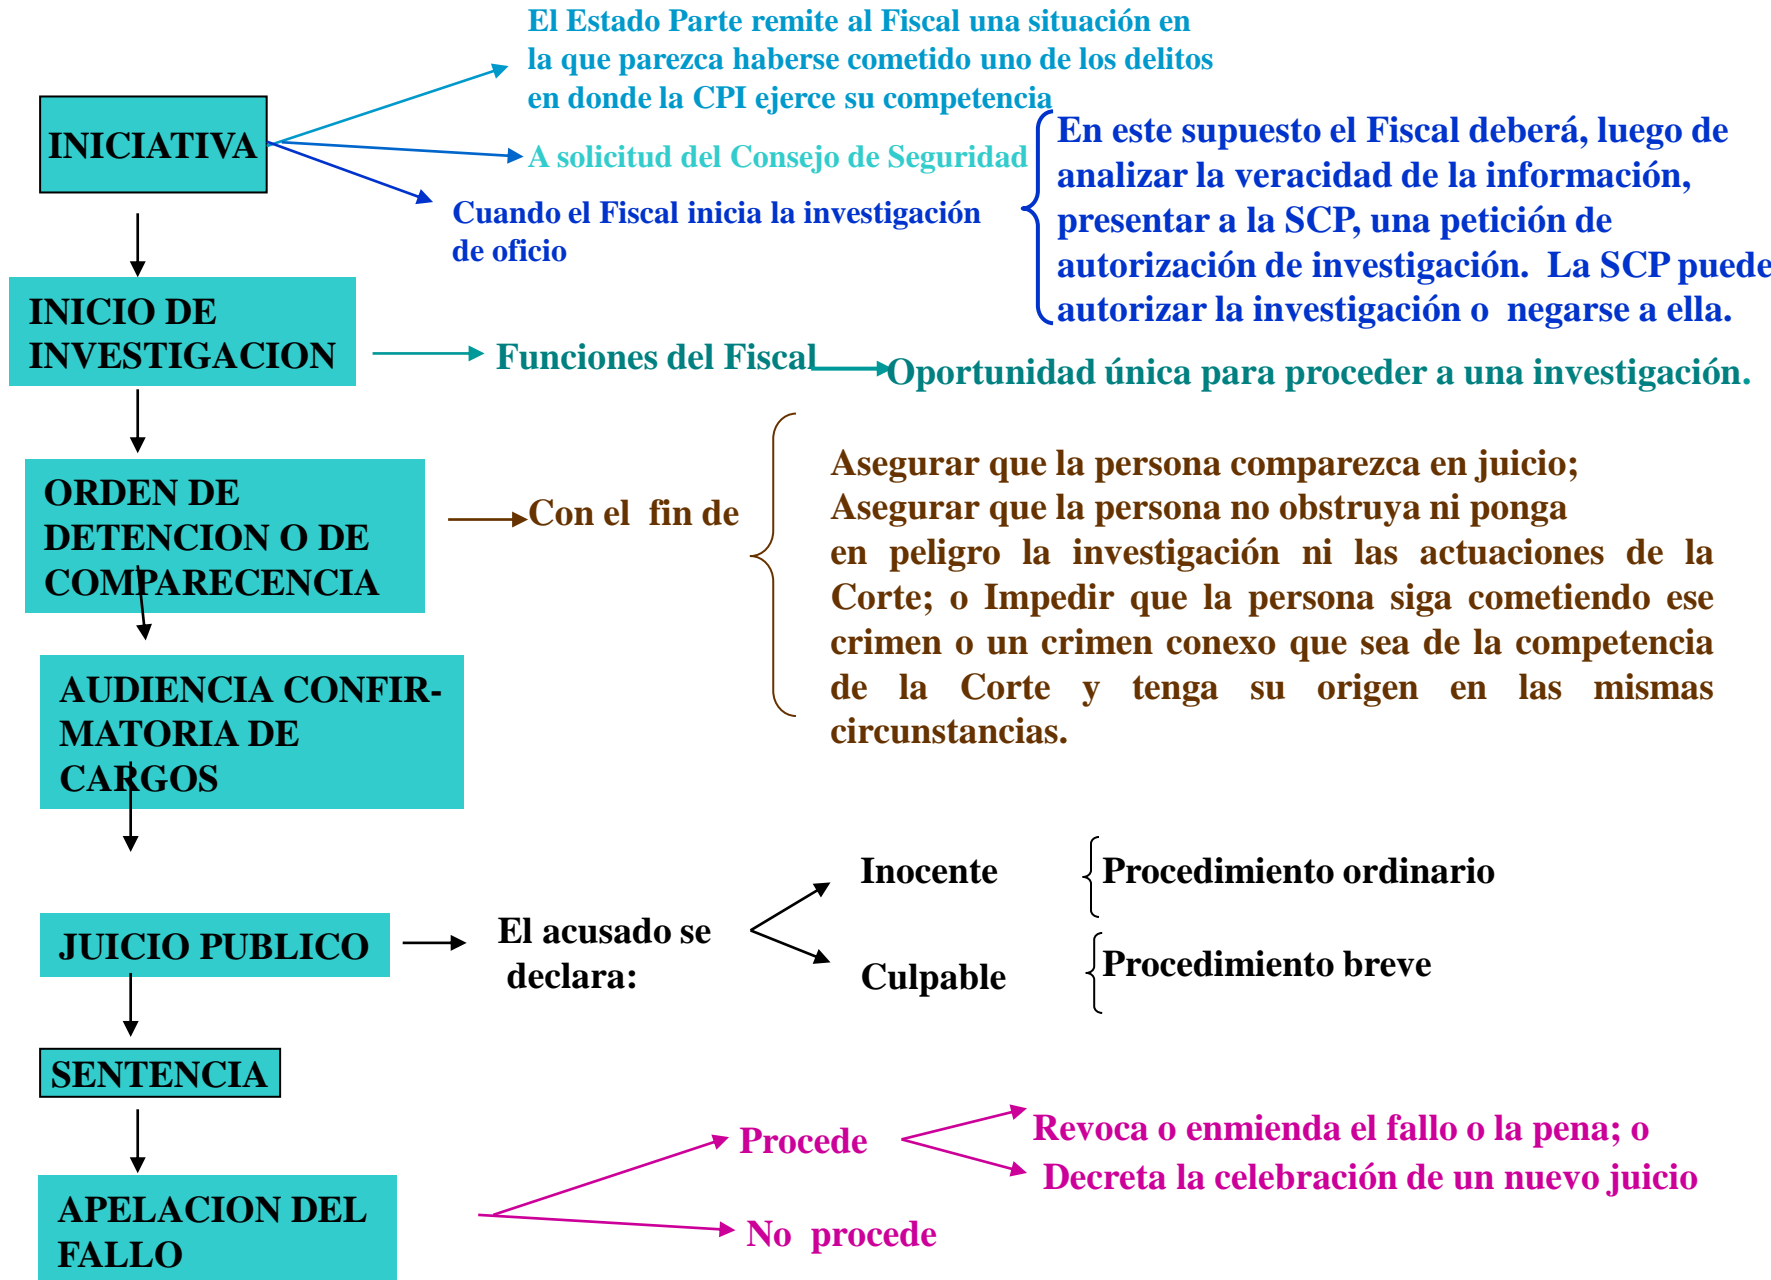 El Estado Parte remite al Fiscal una situación en
la que parezca haberse cometido uno de los delitos
en donde la CPI ejerce su competencia
INICIATIVA
A solicitud del Consejo de Seguridad
Cuando el Fiscal inicia la investigación
de oficio
En este supuesto el Fiscal deberá, luego de
analizar la veracidad de la información,
presentar a la SCP, una petición de
autorización de investigación. La SCP puede
autorizar la investigación o negarse a ella.
INICIO DE
INVESTIGACION
Funciones del Fiscal
Oportunidad única para proceder a una investigación.
ORDEN DE
DETENCION O DE
COMPARECENCIA
Con el fin de
Asegurar que la persona comparezca en juicio;
Asegurar que la persona no obstruya ni ponga
en peligro la investigación ni las actuaciones de la
Corte; o Impedir que la persona siga cometiendo ese
crimen o un crimen conexo que sea de la competencia
de la Corte y tenga su origen en las mismas
circunstancias.
AUDIENCIA CONFIR-
MATORIA DE
CARGOS
JUICIO PUBLICO
El acusado se
declara:
Inocente
Procedimiento ordinario
Culpable
Procedimiento breve
SENTENCIA
APELACION DEL
FALLO
Procede
Revoca o enmienda el fallo o la pena; o
Decreta la celebración de un nuevo juicio
No procede